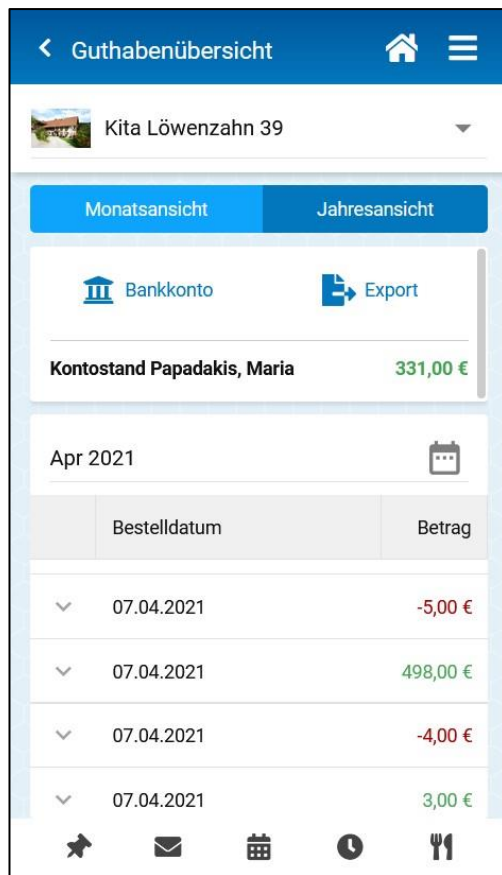 Guthabenübersicht
Kita Löwenzahn 39
Monatsansicht Jahresansicht
Bankkonto Export
Kontostand Papadakis, Maria 331,00 €
Apr 2021
Bestelldatum Betrag
07.04.2021 -5,00 €
07.04.2021 498,00 €
07.04.2021 -4,00 €
07.04.2021 3,00 €